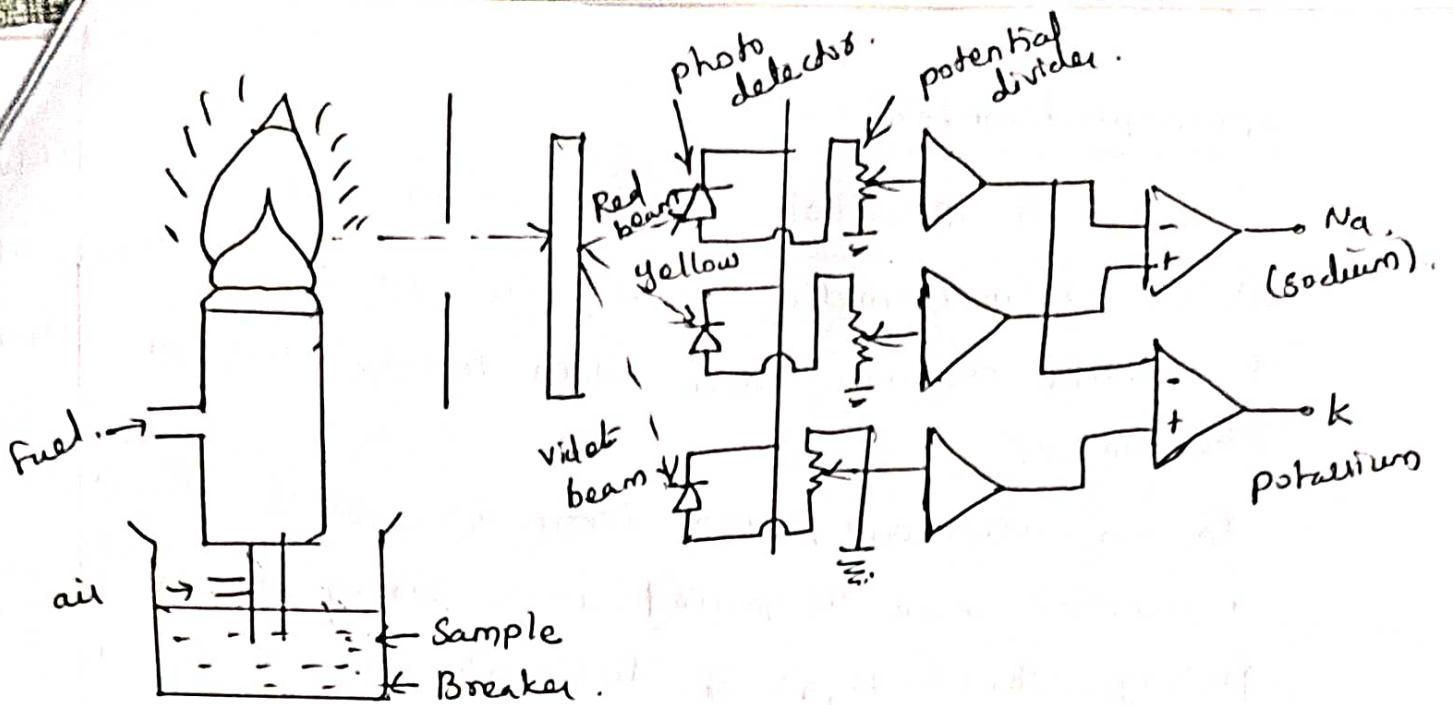 photo
detector.
potential
divider.
Red
beam
yellow
violet
beam
-
+
Na.
(sodium).
-
+
k
potassium
Fuel.
air
Sample
Breaker.